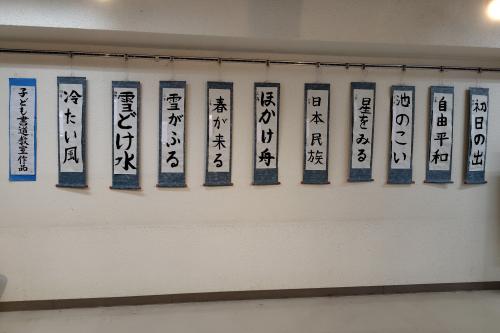 初日の出
自由平和
池のこい
星をみる
日本民族
ほかけ舟
春が来る
雪がふる
雪どけ水
冷たい風
子ども書道教室作品